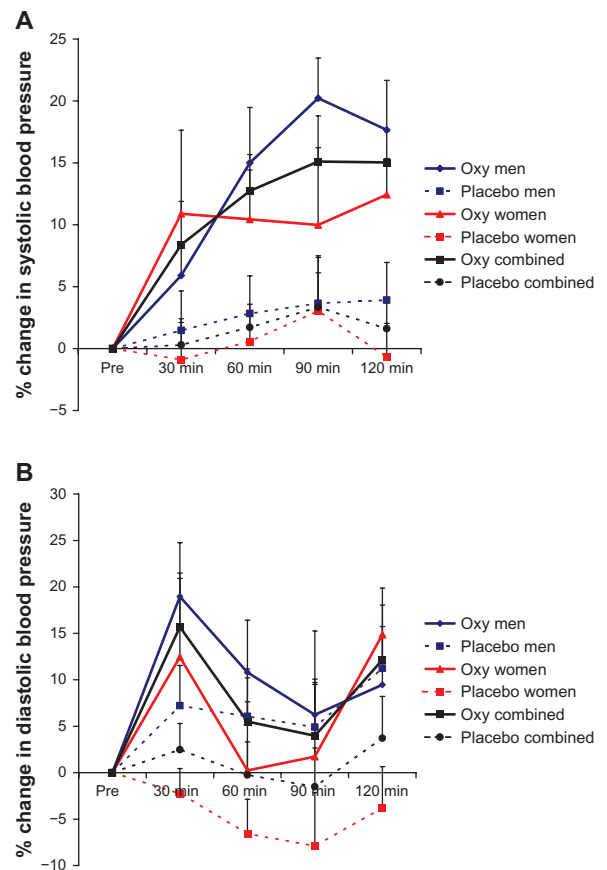 A
% change in systolic blood pressure
25
20
15
10
5
0
−5
Pre
30 min
60 min
90 min
120 min
Oxy men
Placebo men
Oxy women
Placebo women
Oxy combined
Placebo combined
B
% change in diastolic blood pressure
30
25
20
15
10
5
0
−5
−10
Pre
30 min
60 min
90 min
120 min
Oxy men
Placebo men
Oxy women
Placebo women
Oxy combined
Placebo combined